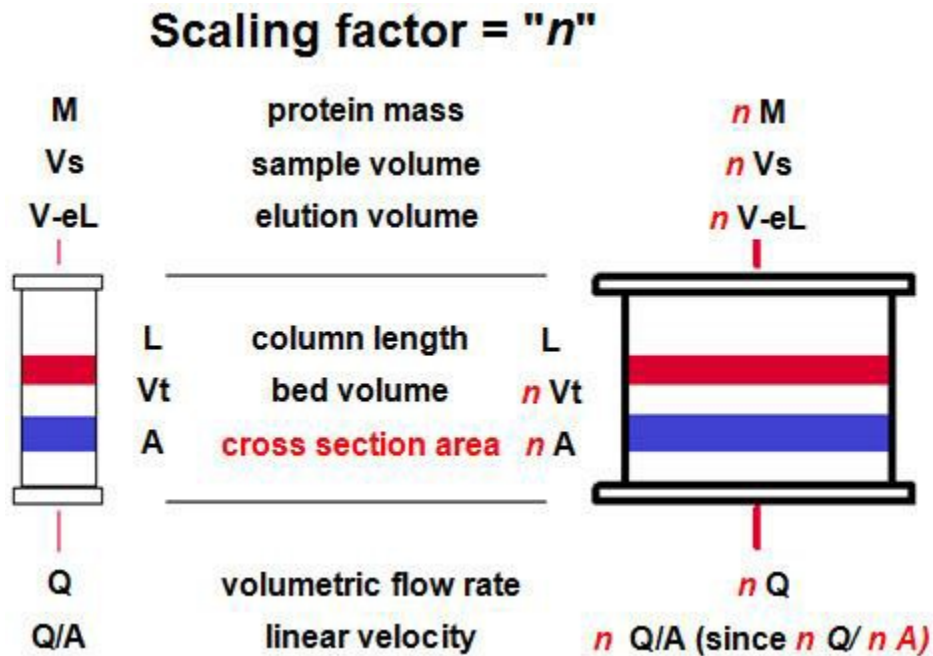 Scaling factor = "n"
M protein mass n M
Vs sample volume n Vs
V-eL elution volume n V-eL
L column length L
Vt bed volume n Vt
A cross section area n A
Q volumetric flow rate n Q
Q/A linear velocity n Q/A (since n Q/ n A)